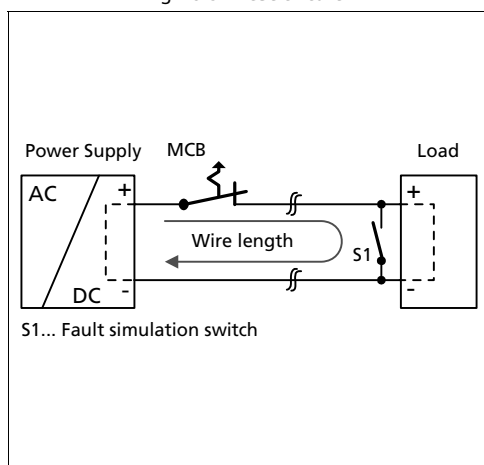 Power Supply MCB Load
AC + +
Wire length
S1
DC - -
S1... Fault simulation switch